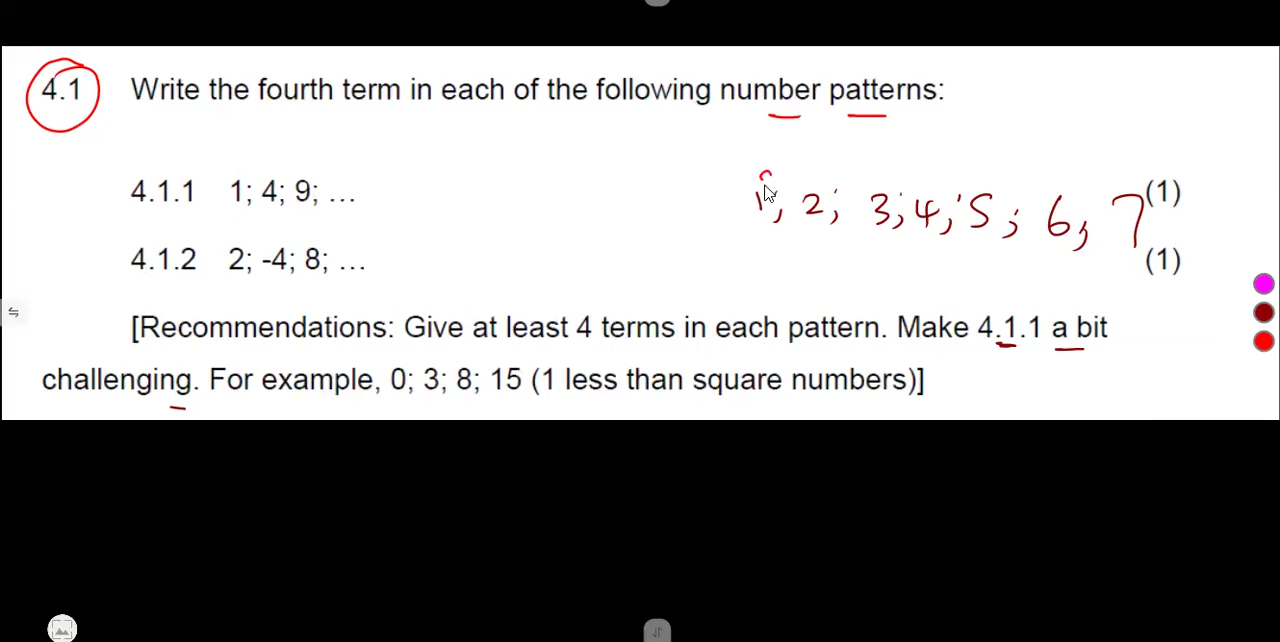 4.1 Write the fourth term in each of the following number patterns:
4.1.1 1; 4; 9; … (1)
1; 2; 3; 4; 5; 6; 7
4.1.2 2; -4; 8; … (1)
[Recommendations: Give at least 4 terms in each pattern. Make 4.1.1 a bit
challenging. For example, 0; 3; 8; 15 (1 less than square numbers)]